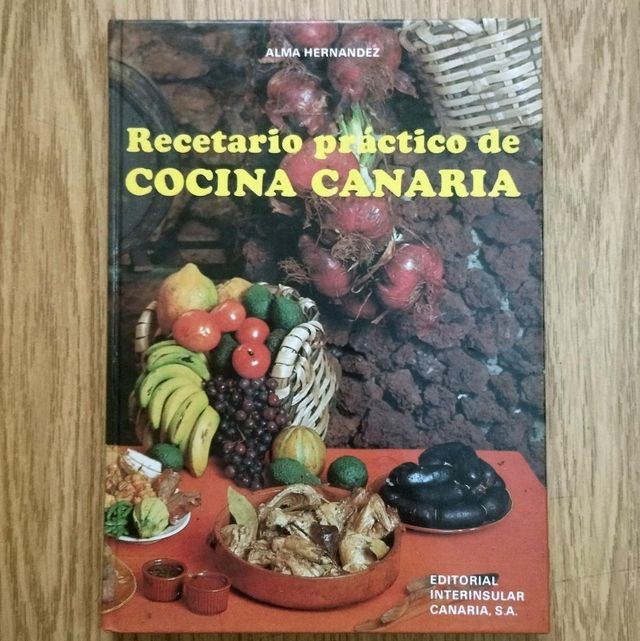 ALMA HERNANDEZ
Recetario práctico de
COCINA CANARIA
EDITORIAL
INTERINSULAR
CANARIA, S.A.